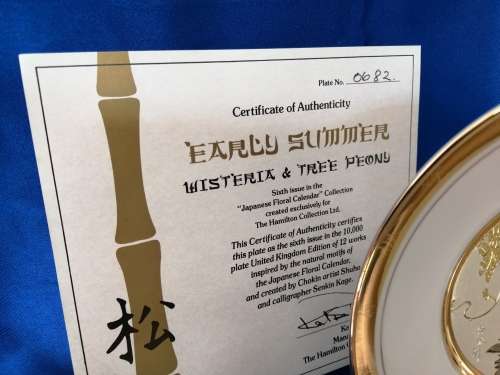 Plate No. 0682.
Certificate of Authenticity
EARLY SUMMER
WISTERIA & TREE PEONY
Sixth issue in the
"Japanese Floral Calendar" Collection
created exclusively for
The Hamilton Collection Ltd.
This Certificate of Authenticity certifies
this plate as the sixth issue in the 10,000
plate United Kingdom Edition of 12 works
inspired by the natural motifs of
the Japanese Floral Calendar,
and created by Chokin artist Shuho
and calligrapher Senkin Kage.
The Hamilton
松